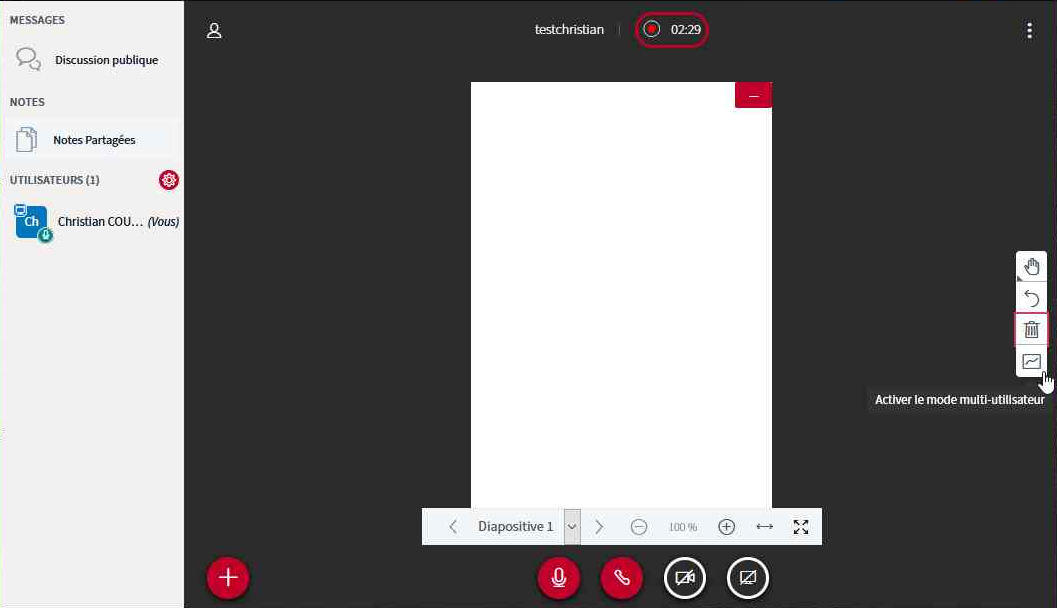 MESSAGES
Discussion publique
NOTES
Notes Partagées
UTILISATEURS (1)
Ch
Christian COU... (Vous)
testchristian
02:29
Activer le mode multi-utilisateur
Diapositive 1
100 %